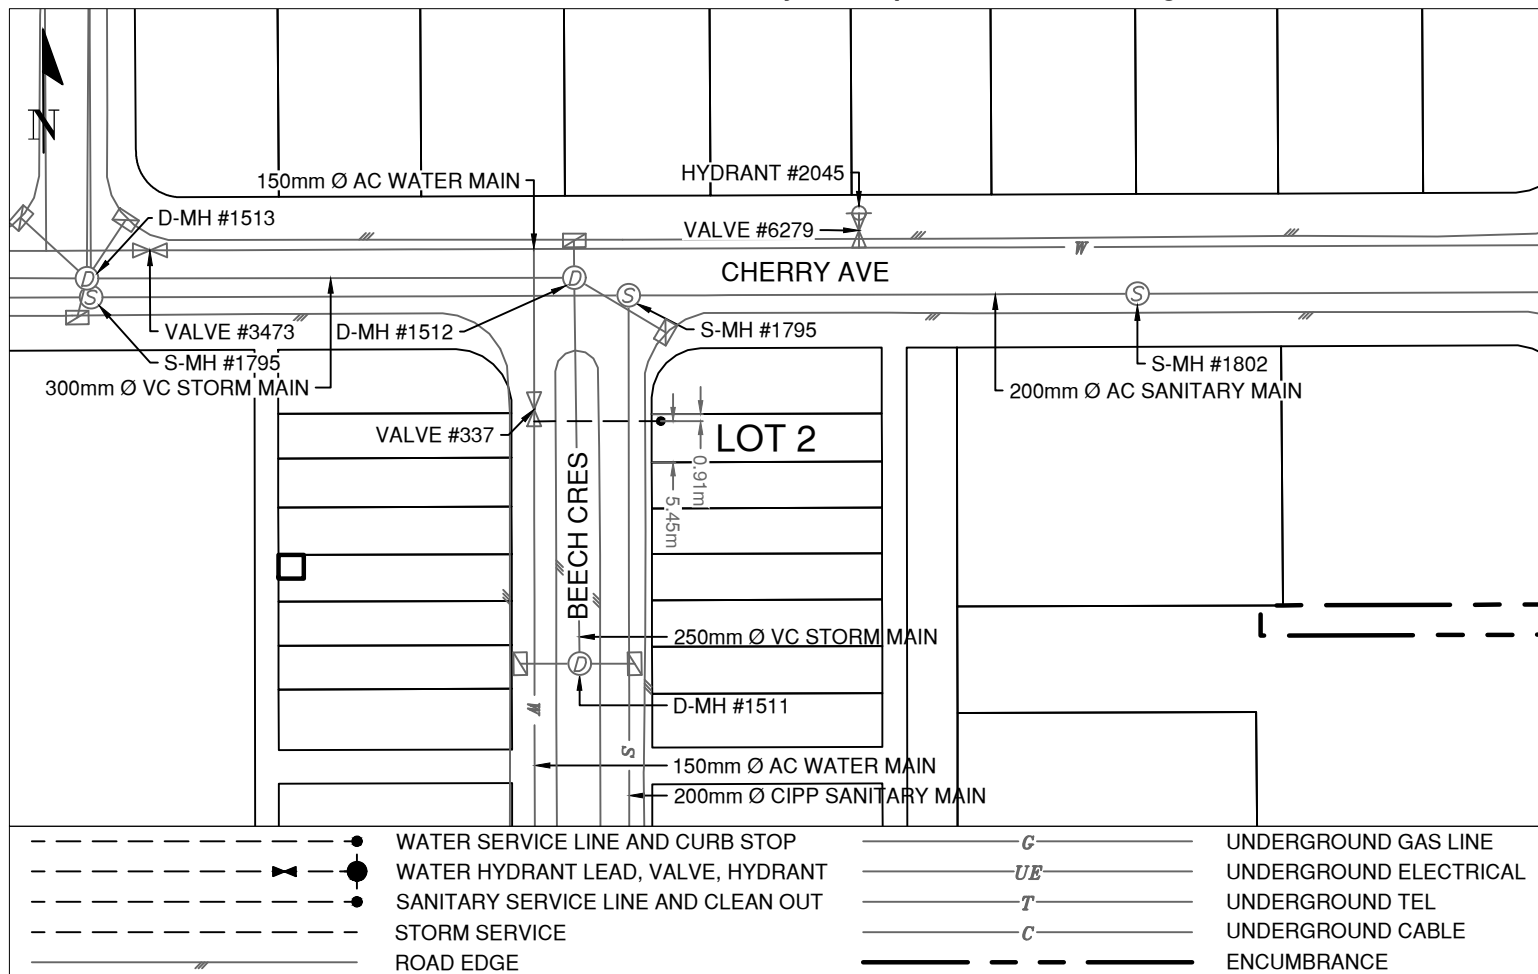 N
150mm Ø AC WATER MAIN
HYDRANT #2045
D-MH #1513
VALVE #6279
W
CHERRY AVE
D
D
S
S
S
VALVE #3473
D-MH #1512
S-MH #1795
S-MH #1795
S-MH #1802
300mm Ø VC STORM MAIN
200mm Ø AC SANITARY MAIN
VALVE #337
LOT 2
0.91m
5.45m
BEECH CRES
250mm Ø VC STORM MAIN
D
D-MH #1511
W
S
150mm Ø AC WATER MAIN
200mm Ø CIPP SANITARY MAIN
WATER SERVICE LINE AND CURB STOP
G
UNDERGROUND GAS LINE
WATER HYDRANT LEAD, VALVE, HYDRANT
UE
UNDERGROUND ELECTRICAL
SANITARY SERVICE LINE AND CLEAN OUT
T
UNDERGROUND TEL
STORM SERVICE
C
UNDERGROUND CABLE
ROAD EDGE
ENCUMBRANCE